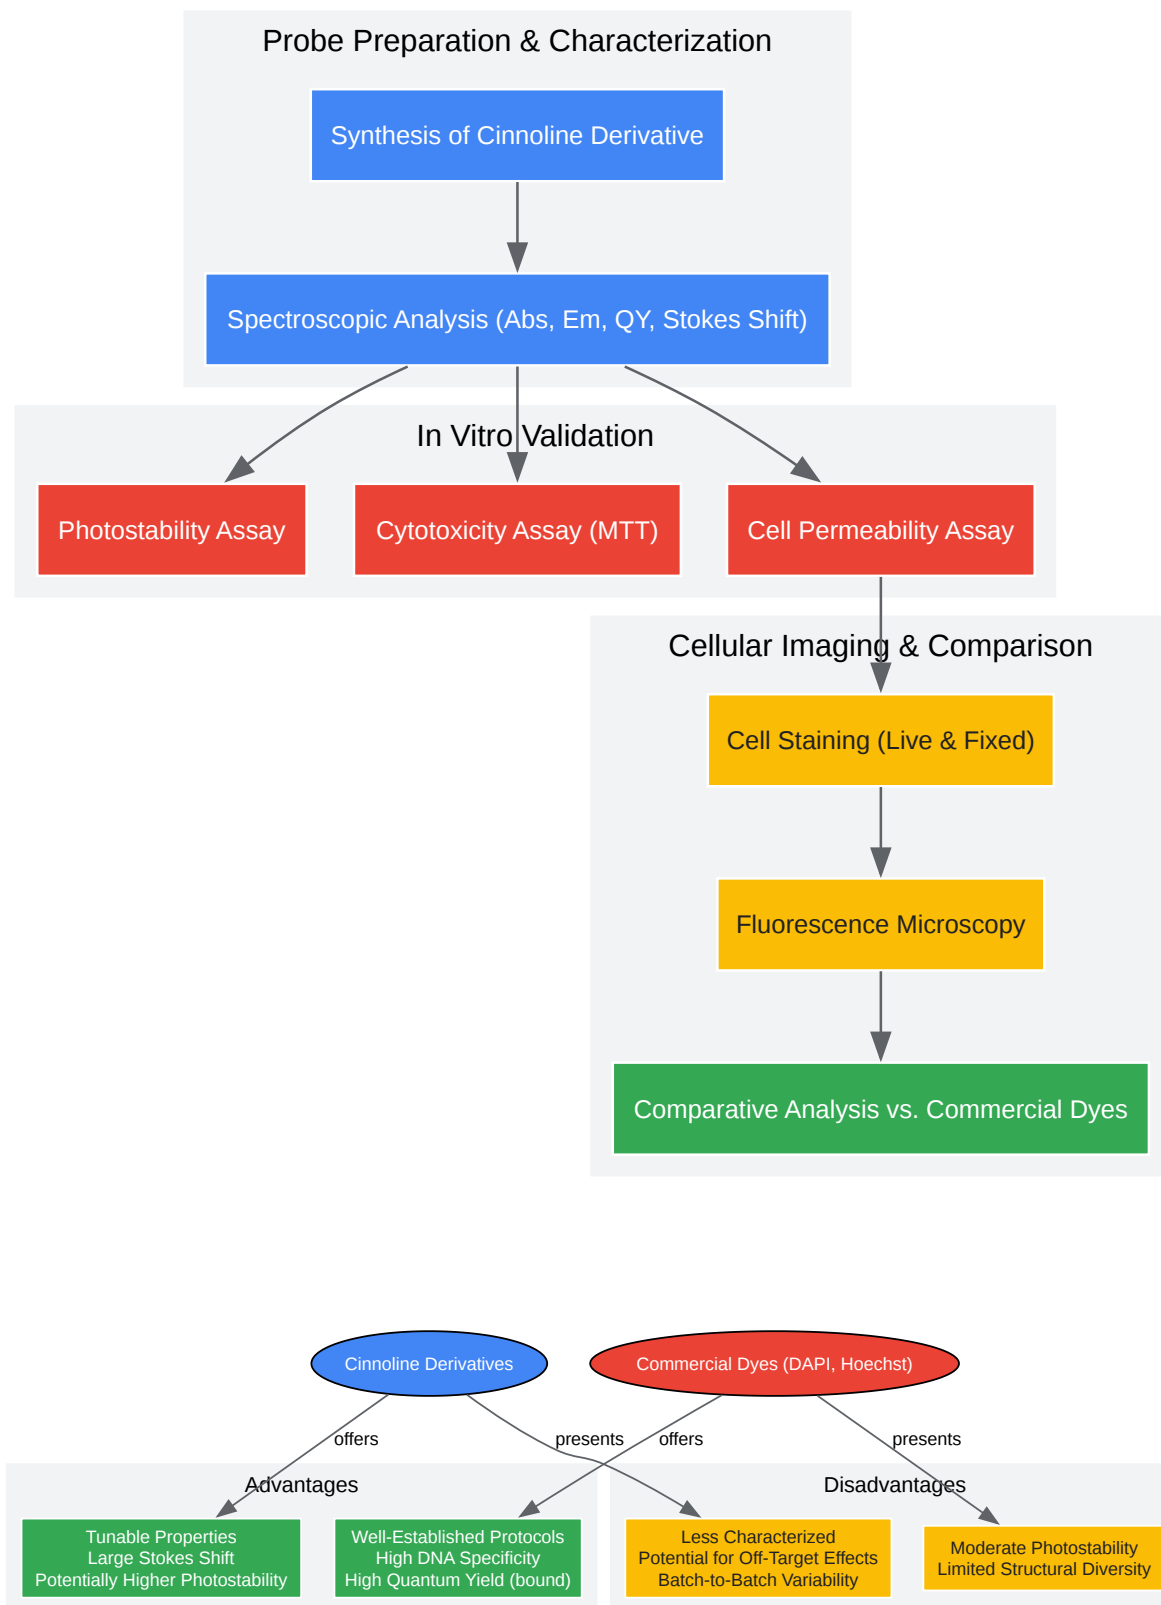 Probe Preparation & Characterization
Synthesis of Cinnoline Derivative
Spectroscopic Analysis (Abs, Em, QY, Stokes Shift)
In Vitro Validation
Photostability Assay
Cytotoxicity Assay (MTT)
Cell Permeability Assay
Cellular Imaging & Comparison
Cell Staining (Live & Fixed)
Fluorescence Microscopy
Comparative Analysis vs. Commercial Dyes
Cinnoline Derivatives
Commercial Dyes (DAPI, Hoechst)
offers
presents
offers
presents
Advantages
Tunable Properties
Large Stokes Shift
Potentially Higher Photostability
Well-Established Protocols
High DNA Specificity
High Quantum Yield (bound)
Disadvantages
Less Characterized
Potential for Off-Target Effects
Batch-to-Batch Variability
Moderate Photostability
Limited Structural Diversity